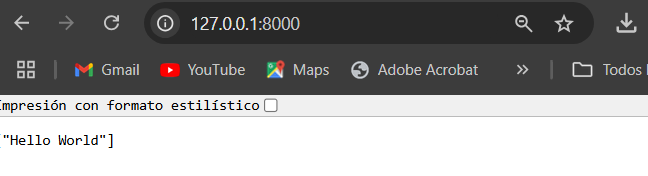 127.0.0.1:8000
Gmail YouTube Maps Adobe Acrobat » Todos
Impresión con formato estilístico
["Hello World"]